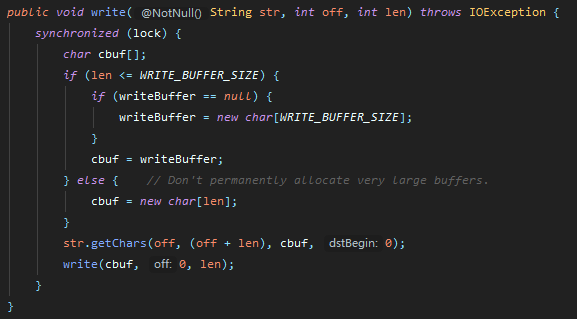 public void write( @NotNull() String str, int off, int len) throws IOException {
synchronized (lock) {
char cbuf[];
if (len <= WRITE_BUFFER_SIZE) {
if (writeBuffer == null) {
writeBuffer = new char[WRITE_BUFFER_SIZE];
}
cbuf = writeBuffer;
} else {    // Don't permanently allocate very large buffers.
cbuf = new char[len];
}
str.getChars(off, (off + len), cbuf, dstBegin: 0);
write(cbuf, off: 0, len);
}
}